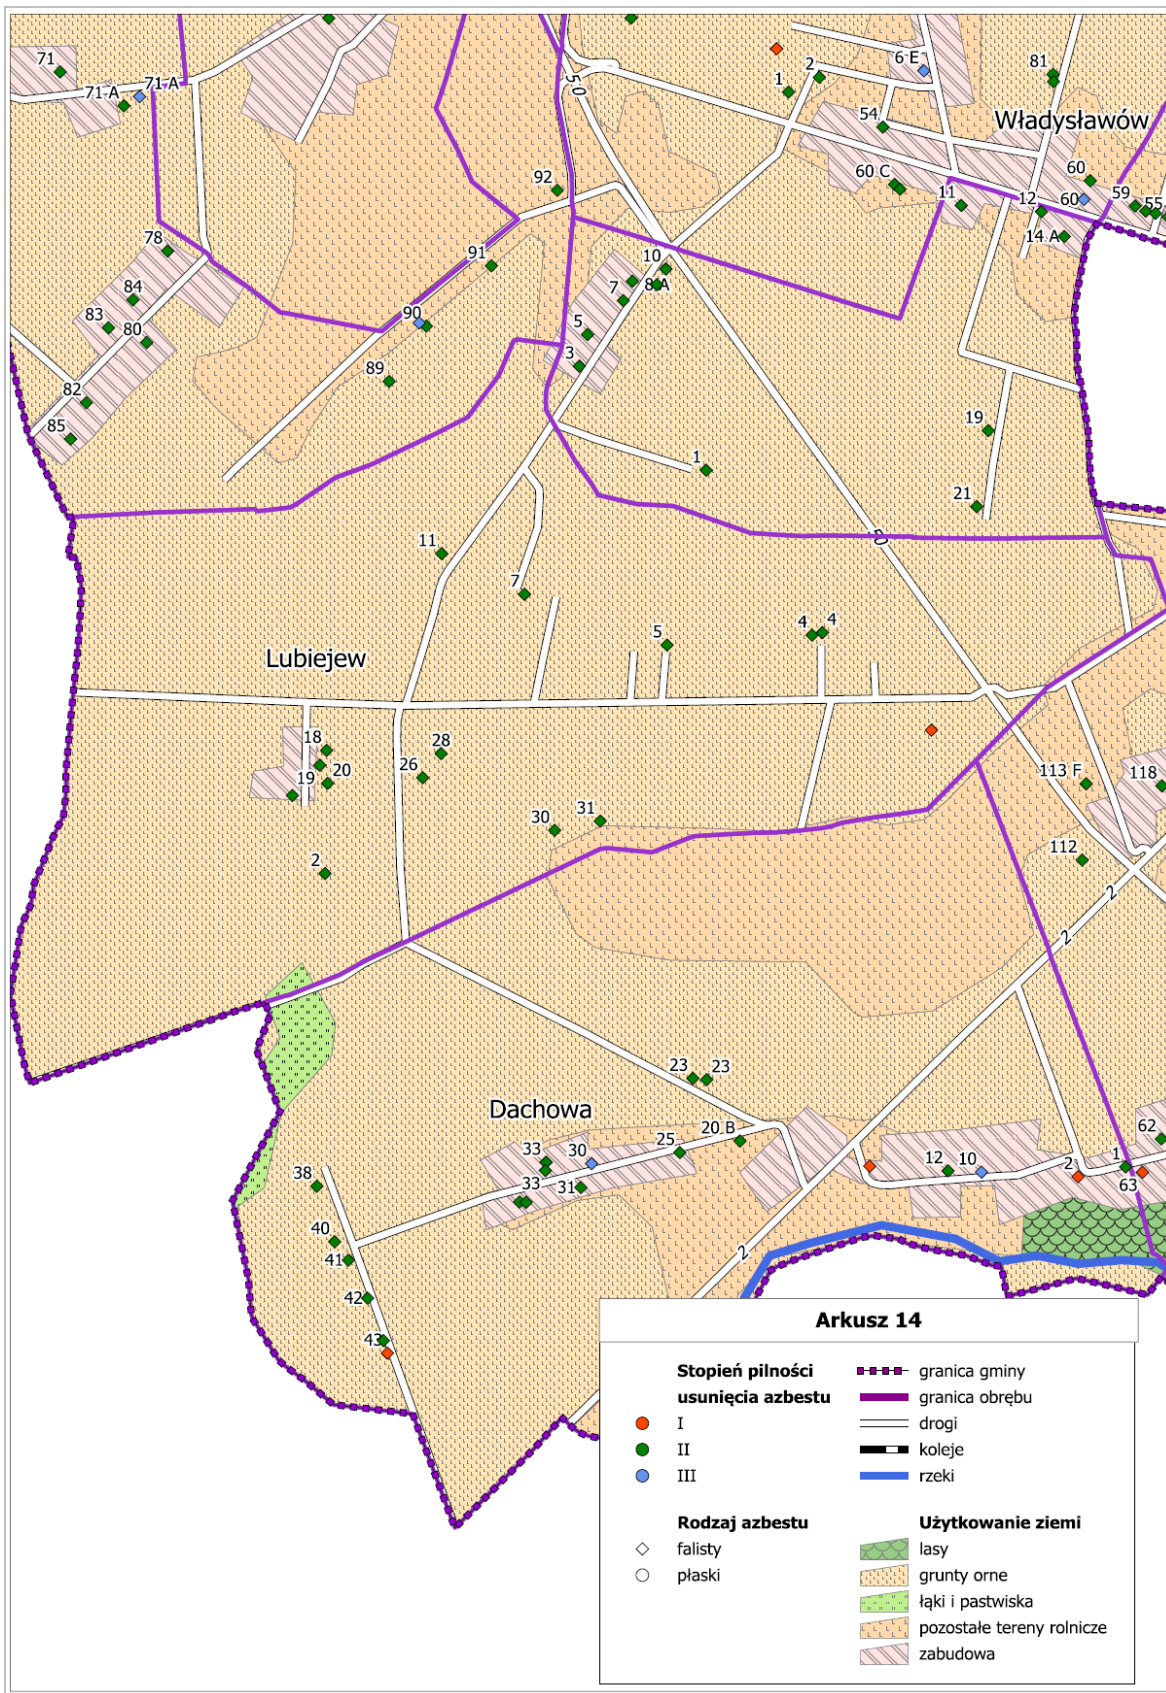 50
6 E
81
71
2
71 A
71 A
1
54
Władysławów
60 C
60
92
11
12
60
59
55
14 A
78
91
10
8 A
84
7
90
83
80
5
3
89
82
85
19
1
21
50
11
7
4
4
5
Lubiejew
18
28
26
20
19
113 F
118
31
30
112
2
2
2
23
23
Dachowa
20 B
62
33
30
25
12
10
2
1
38
31
33
63
40
41
2
42
43
Arkusz 14
Stopień pilności
usunięcia azbestu
I
II
III
granica gminy
granica obrębu
drogi
koleje
rzeki
Rodzaj azbestu
falisty
płaski
Użytkowanie ziemi
lasy
grunty orne
łąki i pastwiska
pozostałe tereny rolnicze
zabudowa